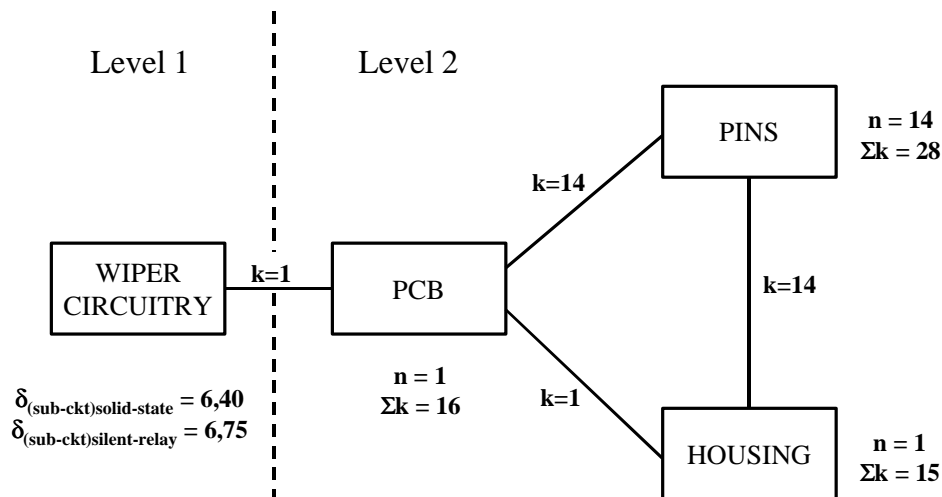 Level 1
Level 2
PINS
n = 14
Σk = 28
k=14
WIPER
CIRCUITRY
k=1
PCB
k=14
n = 1
Σk = 16
k=1
δ(sub-ckt)solid-state = 6,40
δ(sub-ckt)silent-relay = 6,75
HOUSING
n = 1
Σk = 15